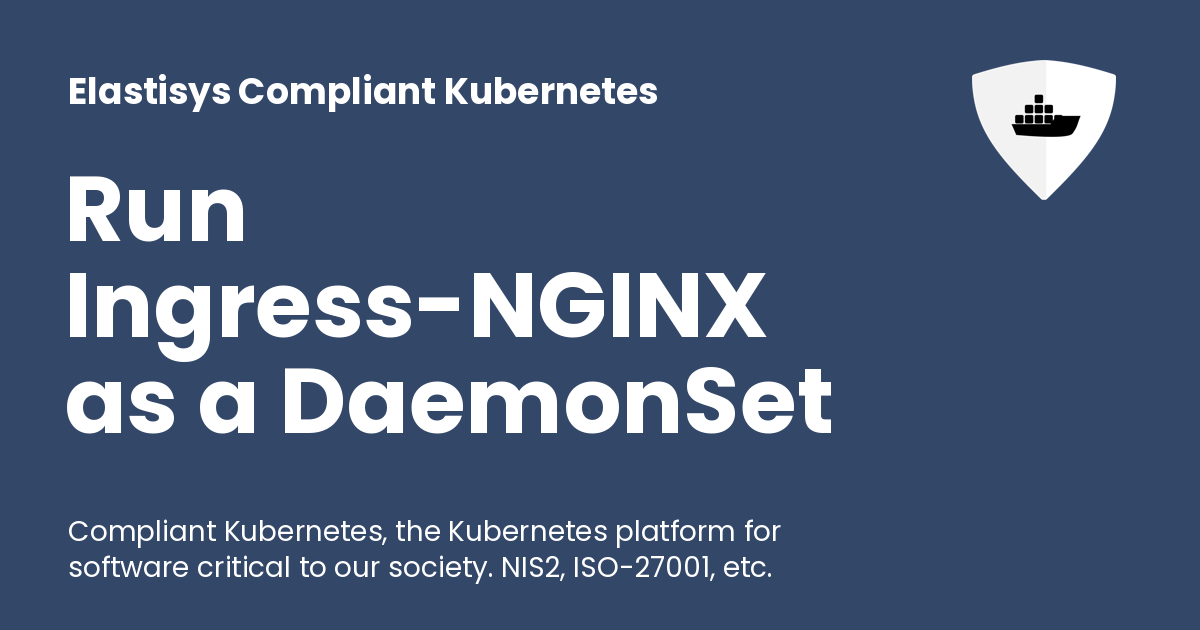 Elastisys Compliant Kubernetes
Run
Ingress-NGINX
as a DaemonSet
Compliant Kubernetes, the Kubernetes platform for
software critical to our society. NIS2, ISO-27001, etc.